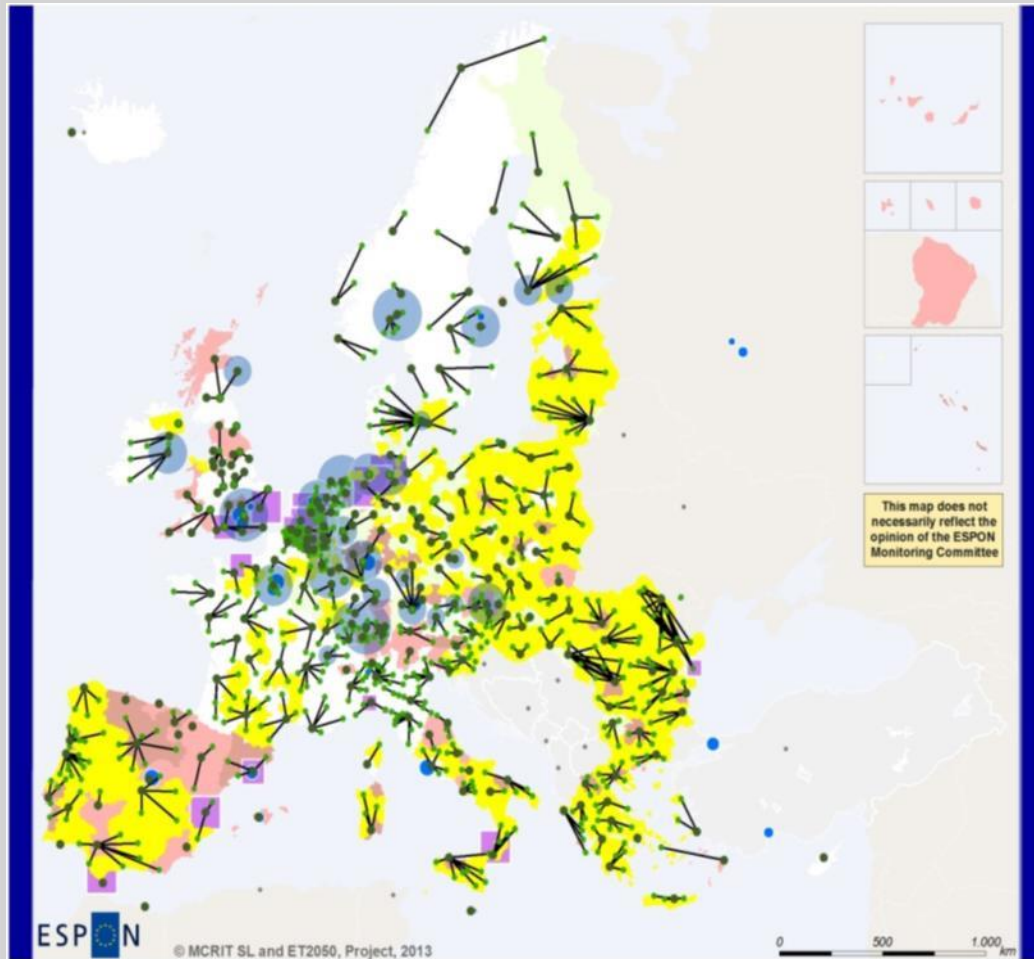 This map does not
necessarily reflect the
opinion of the ESPON
Monitoring Committee
ESPON
© MCRIT SL and ET2050, Project, 2013
0 500 1.000
km